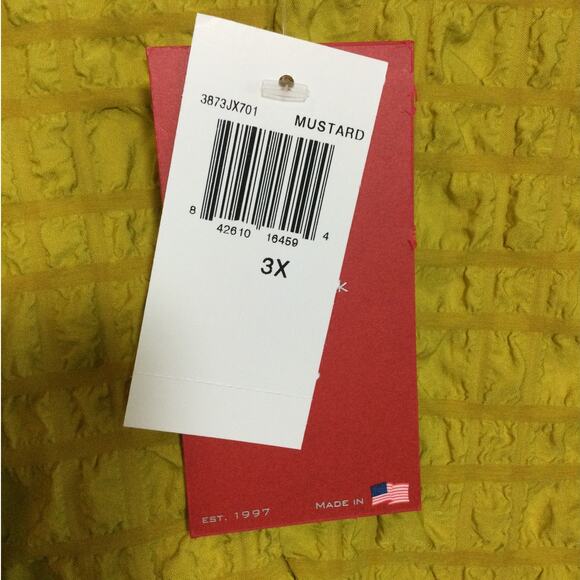 3873JX701 MUSTARD
8 42610 16459 4
3X
K
EST. 1997 MADE IN